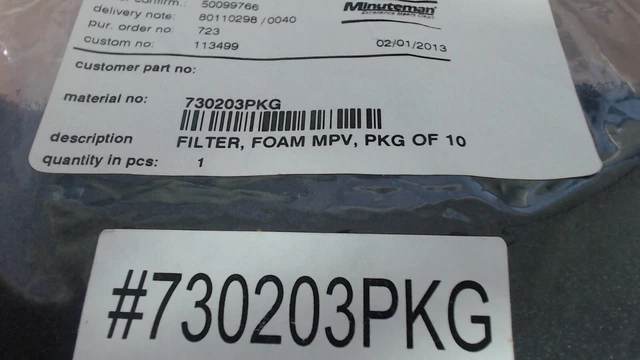 confirm.: 50099766
delivery note: 80110298 /0040
pur. order no: 723
custom no: 113499
Minuteman
02/01/2013
customer part no:
material no: 730203PKG
description FILTER, FOAM MPV, PKG OF 10
quantity in pcs: 1
#730203PKG